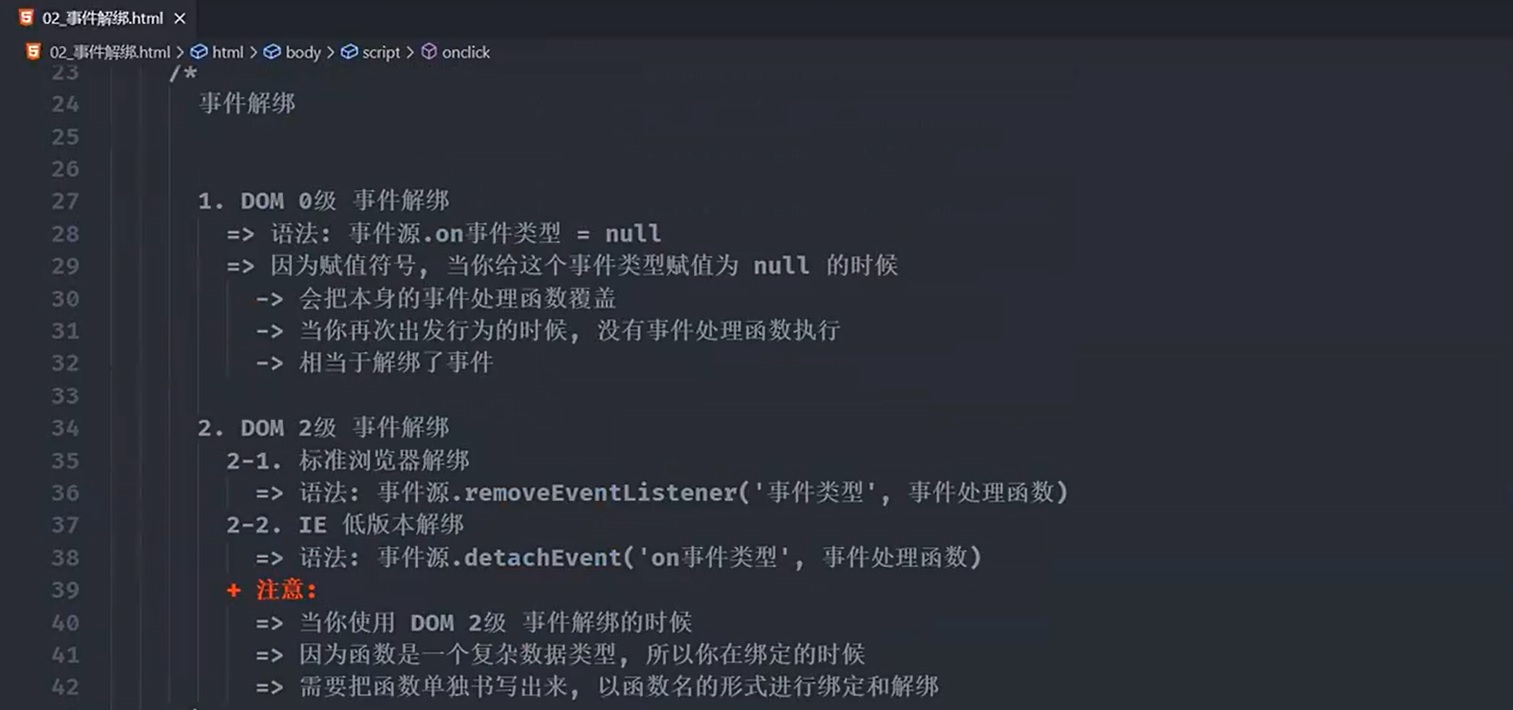 02_事件解绑.html ×
02_事件解绑.html > html > body > script > onclick
23 /*
24 事件解绑
25
26
27 1. DOM 0级 事件解绑
28 => 语法: 事件源.on事件类型 = null
29 => 因为赋值符号, 当你给这个事件类型赋值为 null 的时候
30 -> 会把本身的事件处理函数覆盖
31 -> 当你再次出发行为的时候, 没有事件处理函数执行
32 -> 相当于解绑了事件
33
34 2. DOM 2级 事件解绑
35 2-1. 标准浏览器解绑
36 => 语法: 事件源.removeEventListener('事件类型', 事件处理函数)
37 2-2. IE 低版本解绑
38 => 语法: 事件源.detachEvent('on事件类型', 事件处理函数)
39 + 注意:
40 => 当你使用 DOM 2级 事件解绑的时候
41 => 因为函数是一个复杂数据类型, 所以你在绑定的时候
42 => 需要把函数单独书写出来, 以函数名的形式进行绑定和解绑